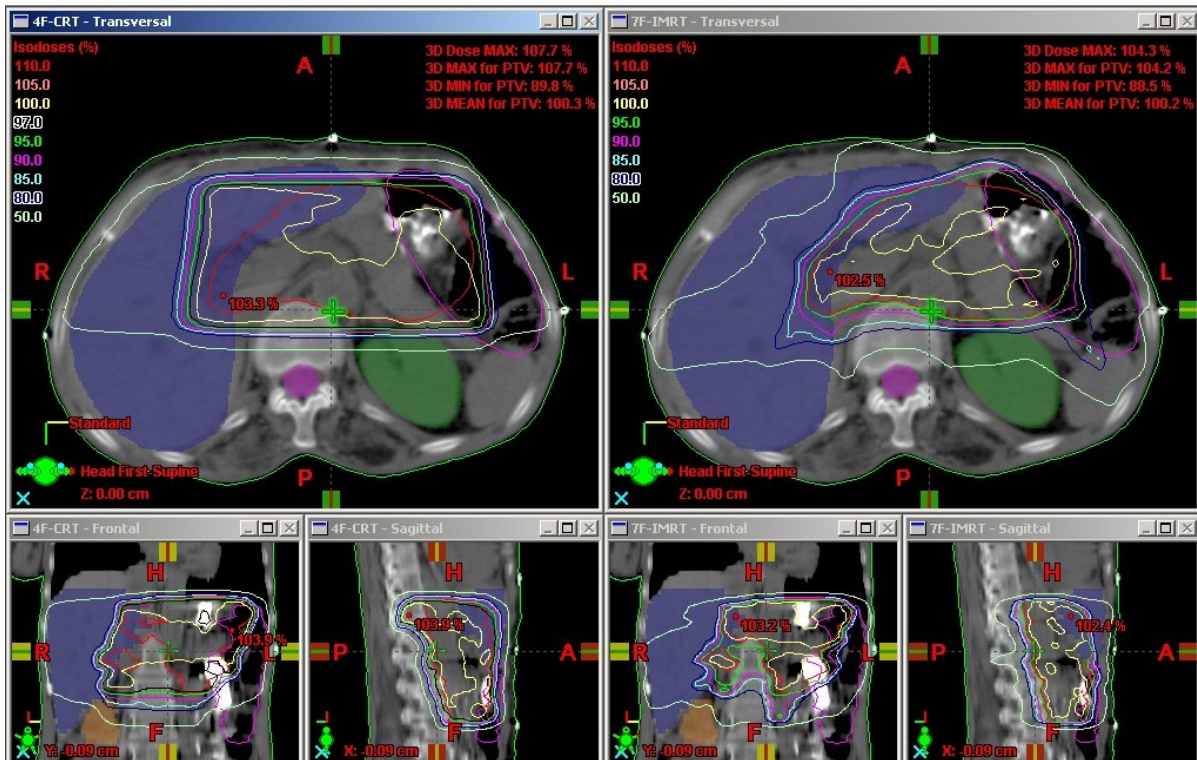 4F-CRT - Transversal
Isodoses (%)
110.0
105.0
100.0
97.0
95.0
90.0
85.0
80.0
50.0
3D Dose MAX: 107.7 %
3D MAX for PTV: 107.7 %
3D MIN for PTV: 89.8 %
3D MEAN for PTV: 100.3 %
A
R
L
103.3 %
Standard
Head First-Supine
Z: 0.00 cm
P
7F-IMRT - Transversal
Isodoses (%)
110.0
105.0
100.0
95.0
90.0
85.0
80.0
50.0
3D Dose MAX: 104.3 %
3D MAX for PTV: 104.2 %
3D MIN for PTV: 88.5 %
3D MEAN for PTV: 100.2 %
A
R
L
102.5 %
Standard
Head First-Supine
Z: 0.00 cm
P
4F-CRT - Frontal
H
103.9 %
R
L
F
Y: -0.09 cm
4F-CRT - Sagittal
H
103.9 %
P
A
F
X: -0.09 cm
7F-IMRT - Frontal
H
103.2 %
R
L
F
Y: -0.09 cm
7F-IMRT - Sagittal
H
102.4 %
P
A
F
X: -0.09 cm